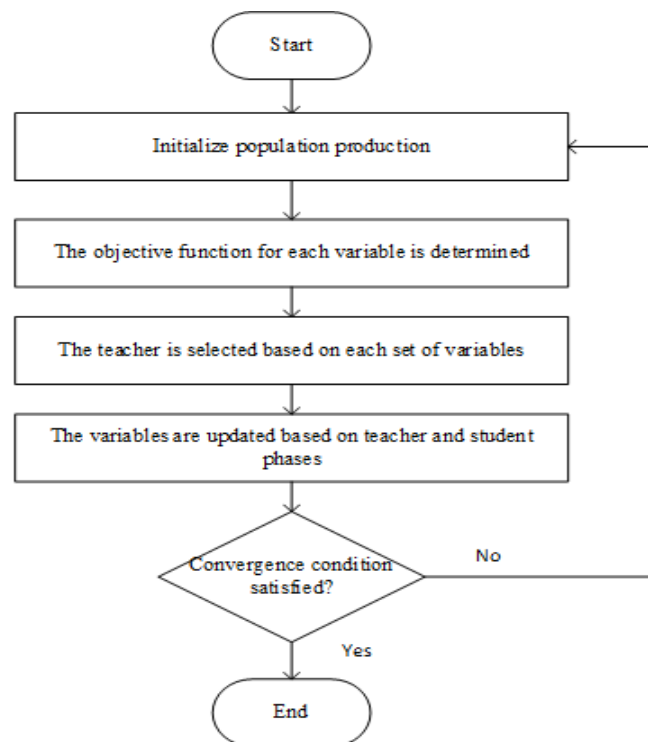 Start
Initialize population production
The objective function for each variable is determined
The teacher is selected based on each set of variables
The variables are updated based on teacher and student
phases
Convergence condition
satisfied?
No
Yes
End